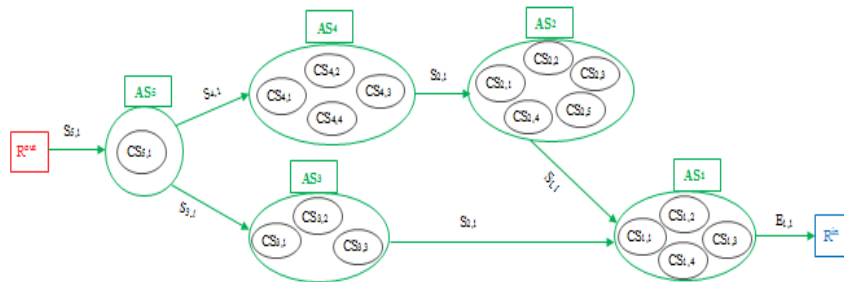 AS4
AS2
CS4,2
CS2,2
CS2,3
S4,1
S2,1
AS5
CS4,1
CS4,3
CS2,1
S5,1
CS4,4
CS2,4
CS2,5
R^out
CS5,1
S1,1
AS3
AS1
S3,1
CS3,2
S2,1
CS1,2
E1,1
CS3,1
CS3,3
CS1,1
CS1,3
R^in
CS1,4